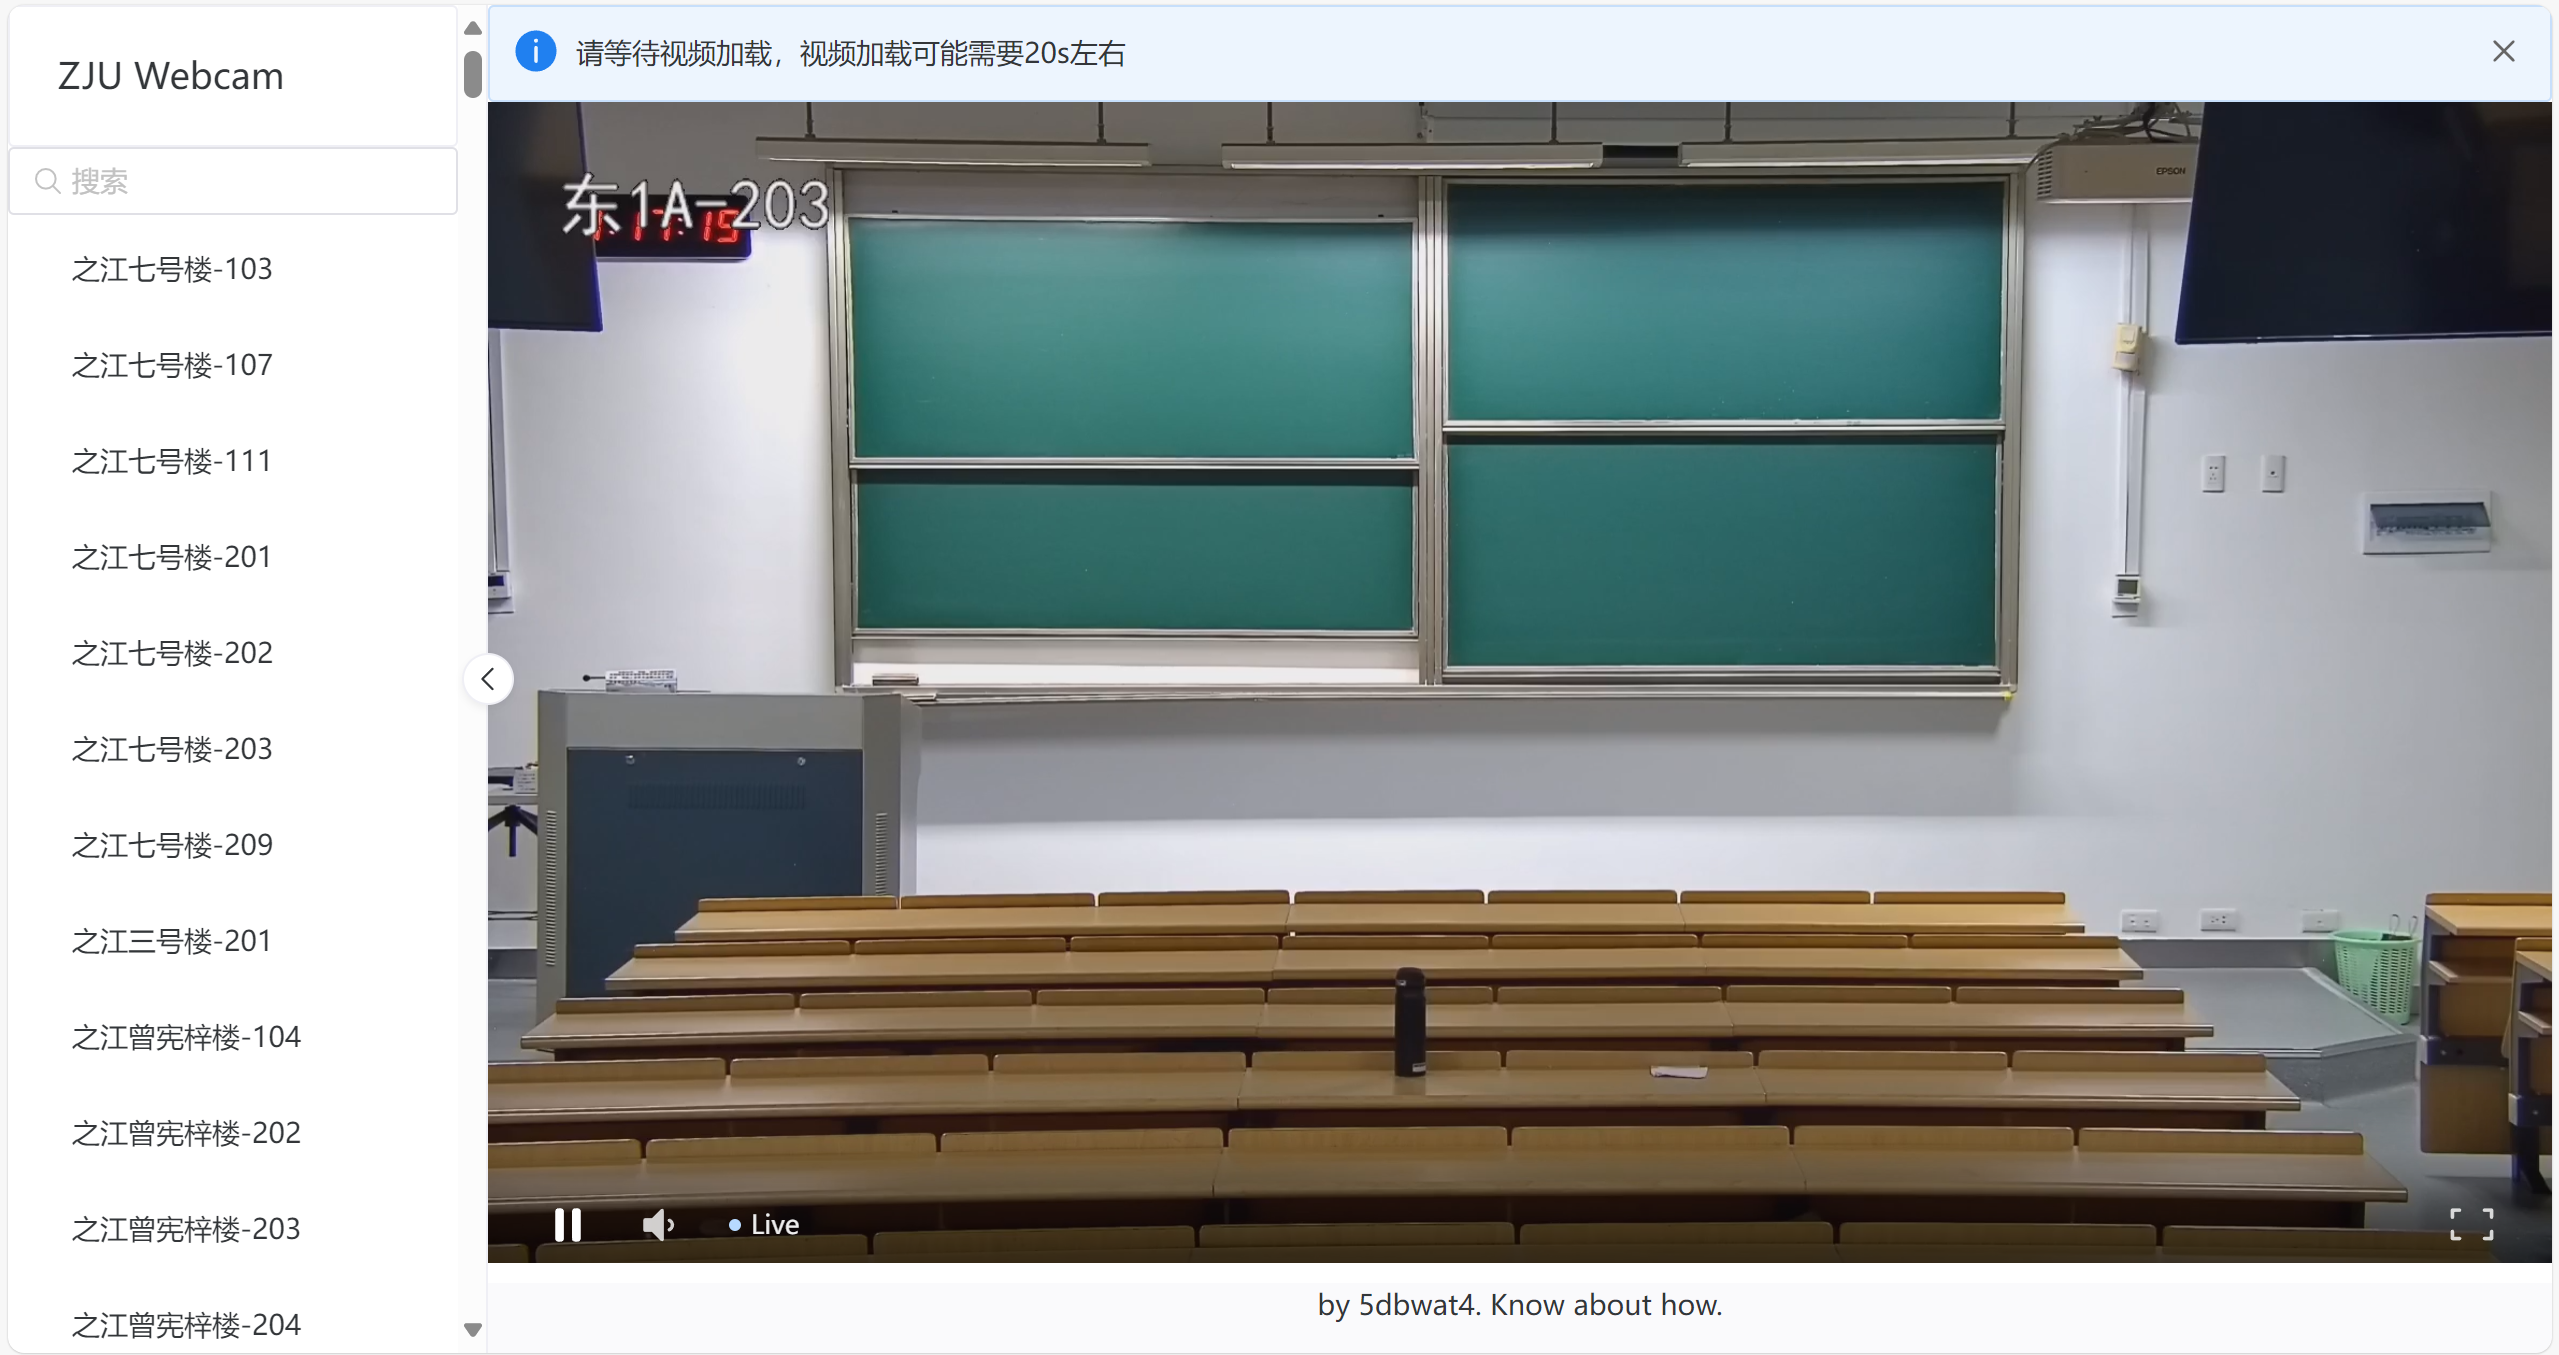 ZJU Webcam
搜索
之江七号楼-103
之江七号楼-107
之江七号楼-111
之江七号楼-201
之江七号楼-202
之江七号楼-203
之江七号楼-209
之江三号楼-201
之江曾宪梓楼-104
之江曾宪梓楼-202
之江曾宪梓楼-203
之江曾宪梓楼-204
请等待视频加载，视频加载可能需要20s左右
东1A-203
EPSON
Live
by 5dbwat4. Know about how.